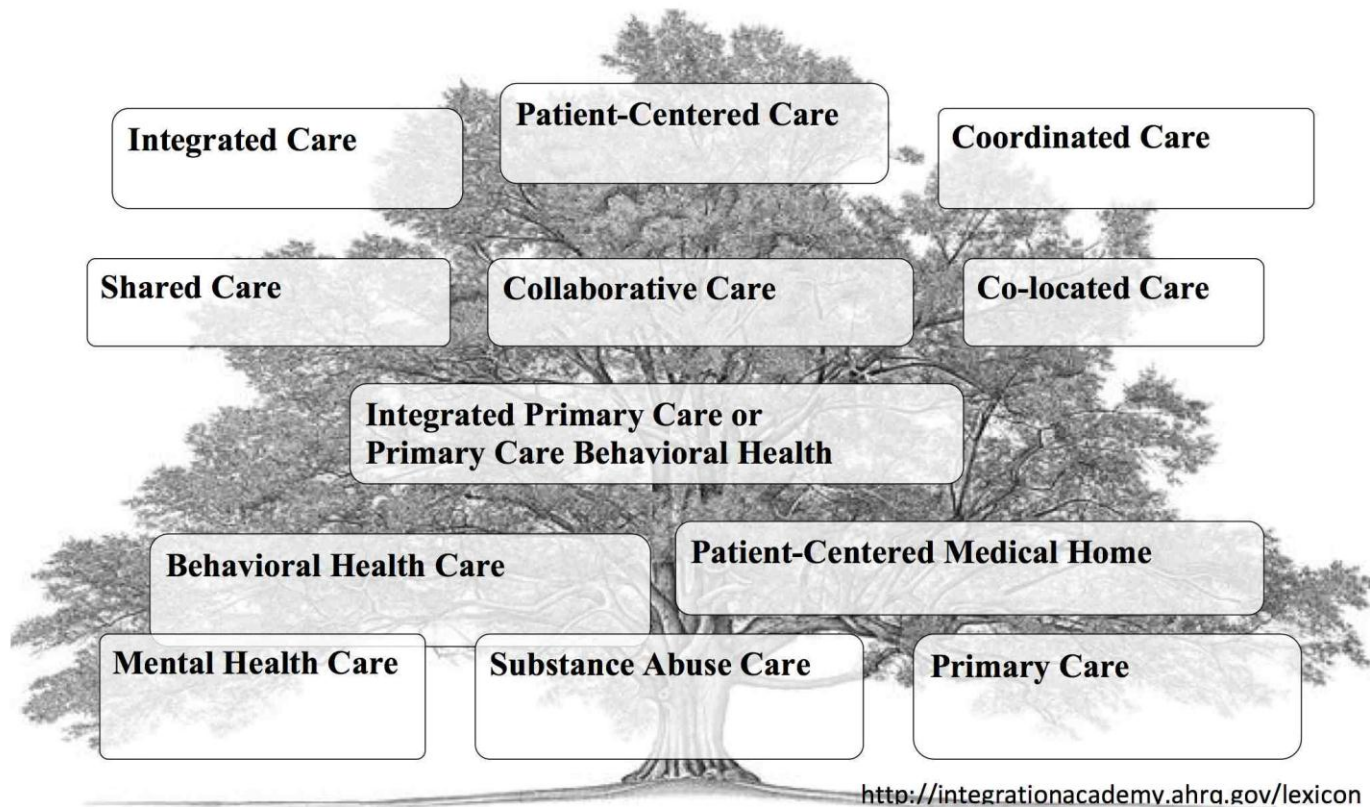 Integrated Care
Patient-Centered Care
Coordinated Care
Shared Care
Collaborative Care
Co-located Care
Integrated Primary Care or
Primary Care Behavioral Health
Behavioral Health Care
Patient-Centered Medical Home
Mental Health Care
Substance Abuse Care
Primary Care
http://integrationacademy.ahrq.gov/lexicon